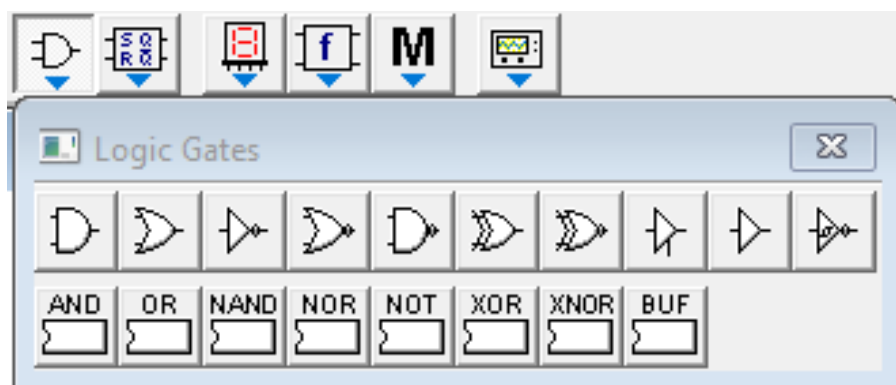 S Q
R Q̅
f
M
Logic Gates
AND OR NAND NOR NOT XOR XNOR BUF